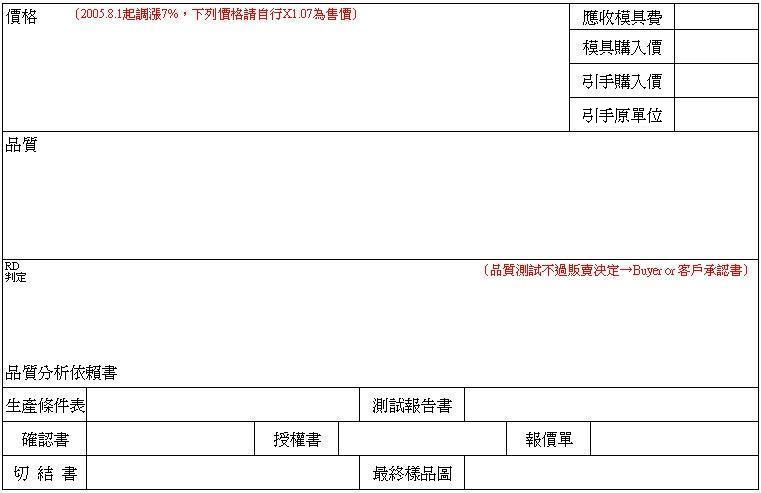 價格 （2005.8.1起調漲7%，下列價格請自行X1.07為售價）
應收模具費
模具購入價
引手購入價
引手原單位
品質
RD
判定
（品質測試不過販賣決定→Buyer or 客戶承認書）
品質分析依賴書
生產條件表 測試報告書
確認書 授權書 報價單
切結書 最終樣品圖